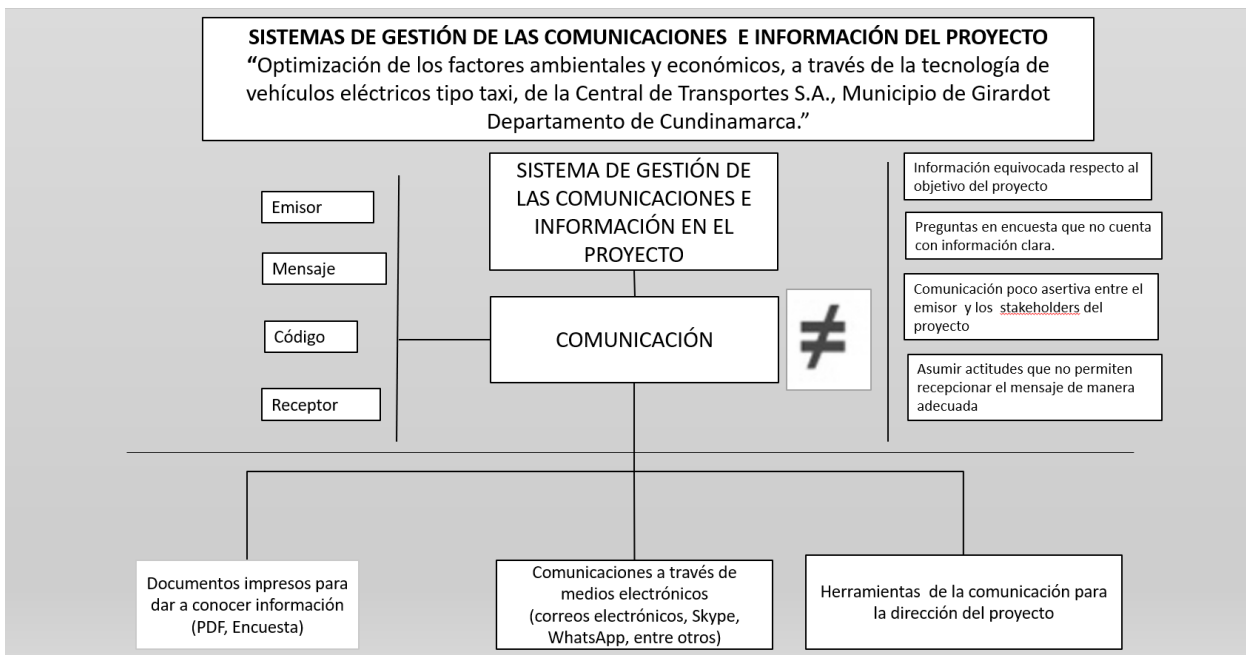 SISTEMAS DE GESTIÓN DE LAS COMUNICACIONES E INFORMACIÓN DEL PROYECTO
“Optimización de los factores ambientales y económicos, a través de la tecnología de
vehículos eléctricos tipo taxi, de la Central de Transportes S.A., Municipio de Girardot
Departamento de Cundinamarca.”
SISTEMA DE GESTIÓN DE
LAS COMUNICACIONES E
INFORMACIÓN EN EL
PROYECTO
Emisor
Mensaje
Código
Receptor
COMUNICACIÓN
≠
Información equivocada respecto al
objetivo del proyecto
Preguntas en encuesta que no cuenta
con información clara.
Comunicación poco asertiva entre el
emisor y los stakeholders del
proyecto
Asumir actitudes que no permiten
recepcionar el mensaje de manera
adecuada
Documentos impresos para
dar a conocer información
(PDF, Encuesta)
Comunicaciones a través de
medios electrónicos
(correos electrónicos, Skype,
WhatsApp, entre otros)
Herramientas de la comunicación para
la dirección del proyecto